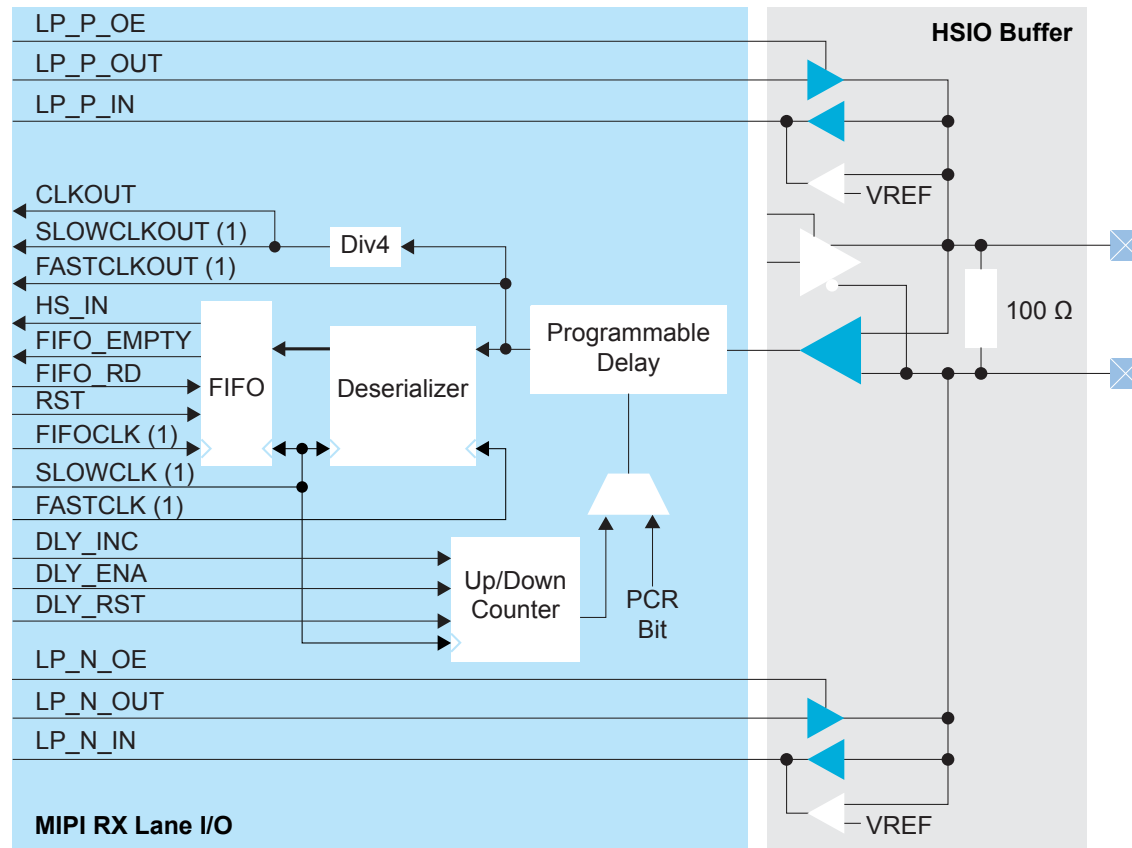 LP_P_OE
HSIO Buffer
LP_P_OUT
LP_P_IN
VREF
CLKOUT
SLOWCLKOUT (1)
Div4
FASTCLKOUT (1)
HS_IN
FIFO_EMPTY
FIFO_RD
RST
FIFOCLK (1)
SLOWCLK (1)
FASTCLK (1)
FIFO
Deserializer
Programmable
Delay
100 Ω
DLY_INC
DLY_ENA
DLY_RST
Up/Down
Counter
PCR
Bit
LP_N_OE
LP_N_OUT
LP_N_IN
VREF
MIPI RX Lane I/O